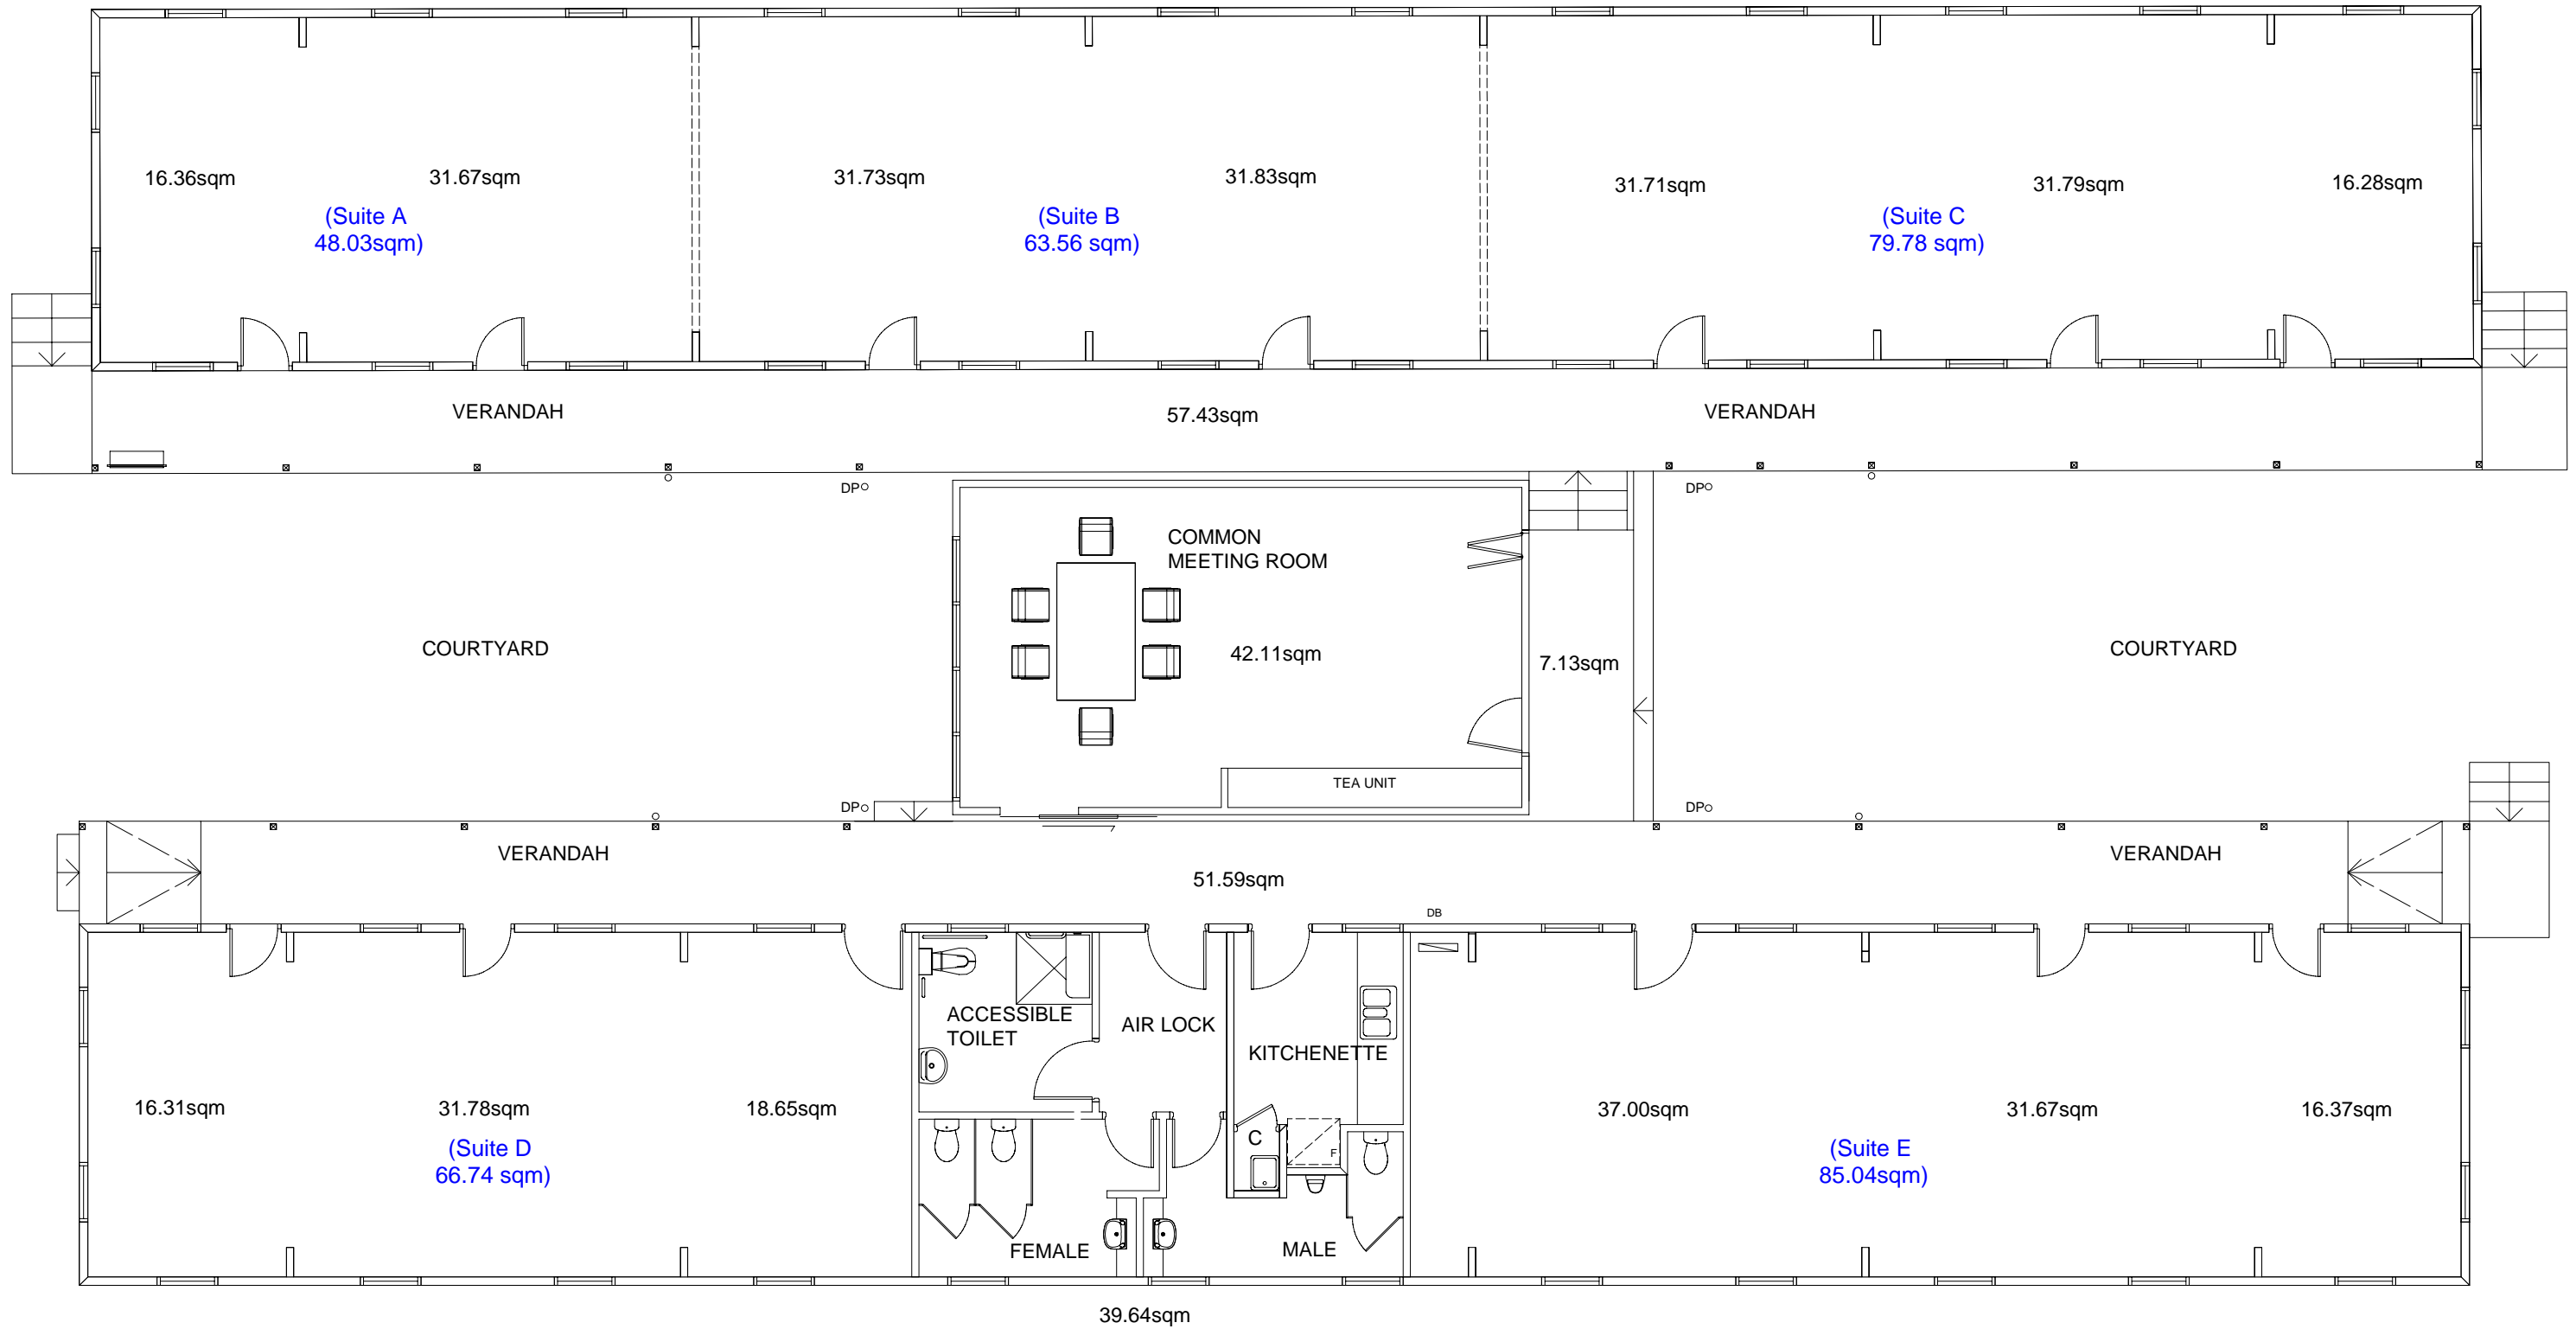 16.36sqm
31.67sqm
(Suite A
48.03sqm)
31.73sqm
31.83sqm
(Suite B
63.56 sqm)
31.71sqm
31.79sqm
16.28sqm
(Suite C
79.78 sqm)
VERANDAH
57.43sqm
VERANDAH
DP
DP
COMMON
MEETING ROOM
COURTYARD
42.11sqm
7.13sqm
COURTYARD
TEA UNIT
DP
DP
VERANDAH
51.59sqm
VERANDAH
DB
ACCESSIBLE
TOILET
AIR LOCK
KITCHENETTE
16.31sqm
31.78sqm
18.65sqm
(Suite D
66.74 sqm)
C
F
37.00sqm
31.67sqm
16.37sqm
(Suite E
85.04sqm)
FEMALE
MALE
39.64sqm